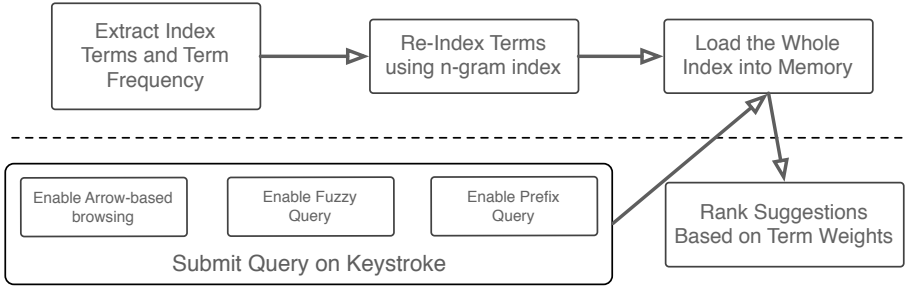 Extract Index
Terms and Term
Frequency
Re-Index Terms
using n-gram index
Load the Whole
Index into Memory
Enable Arrow-based
browsing
Enable Fuzzy
Query
Enable Prefix
Query
Submit Query on Keystroke
Rank Suggestions
Based on Term Weights